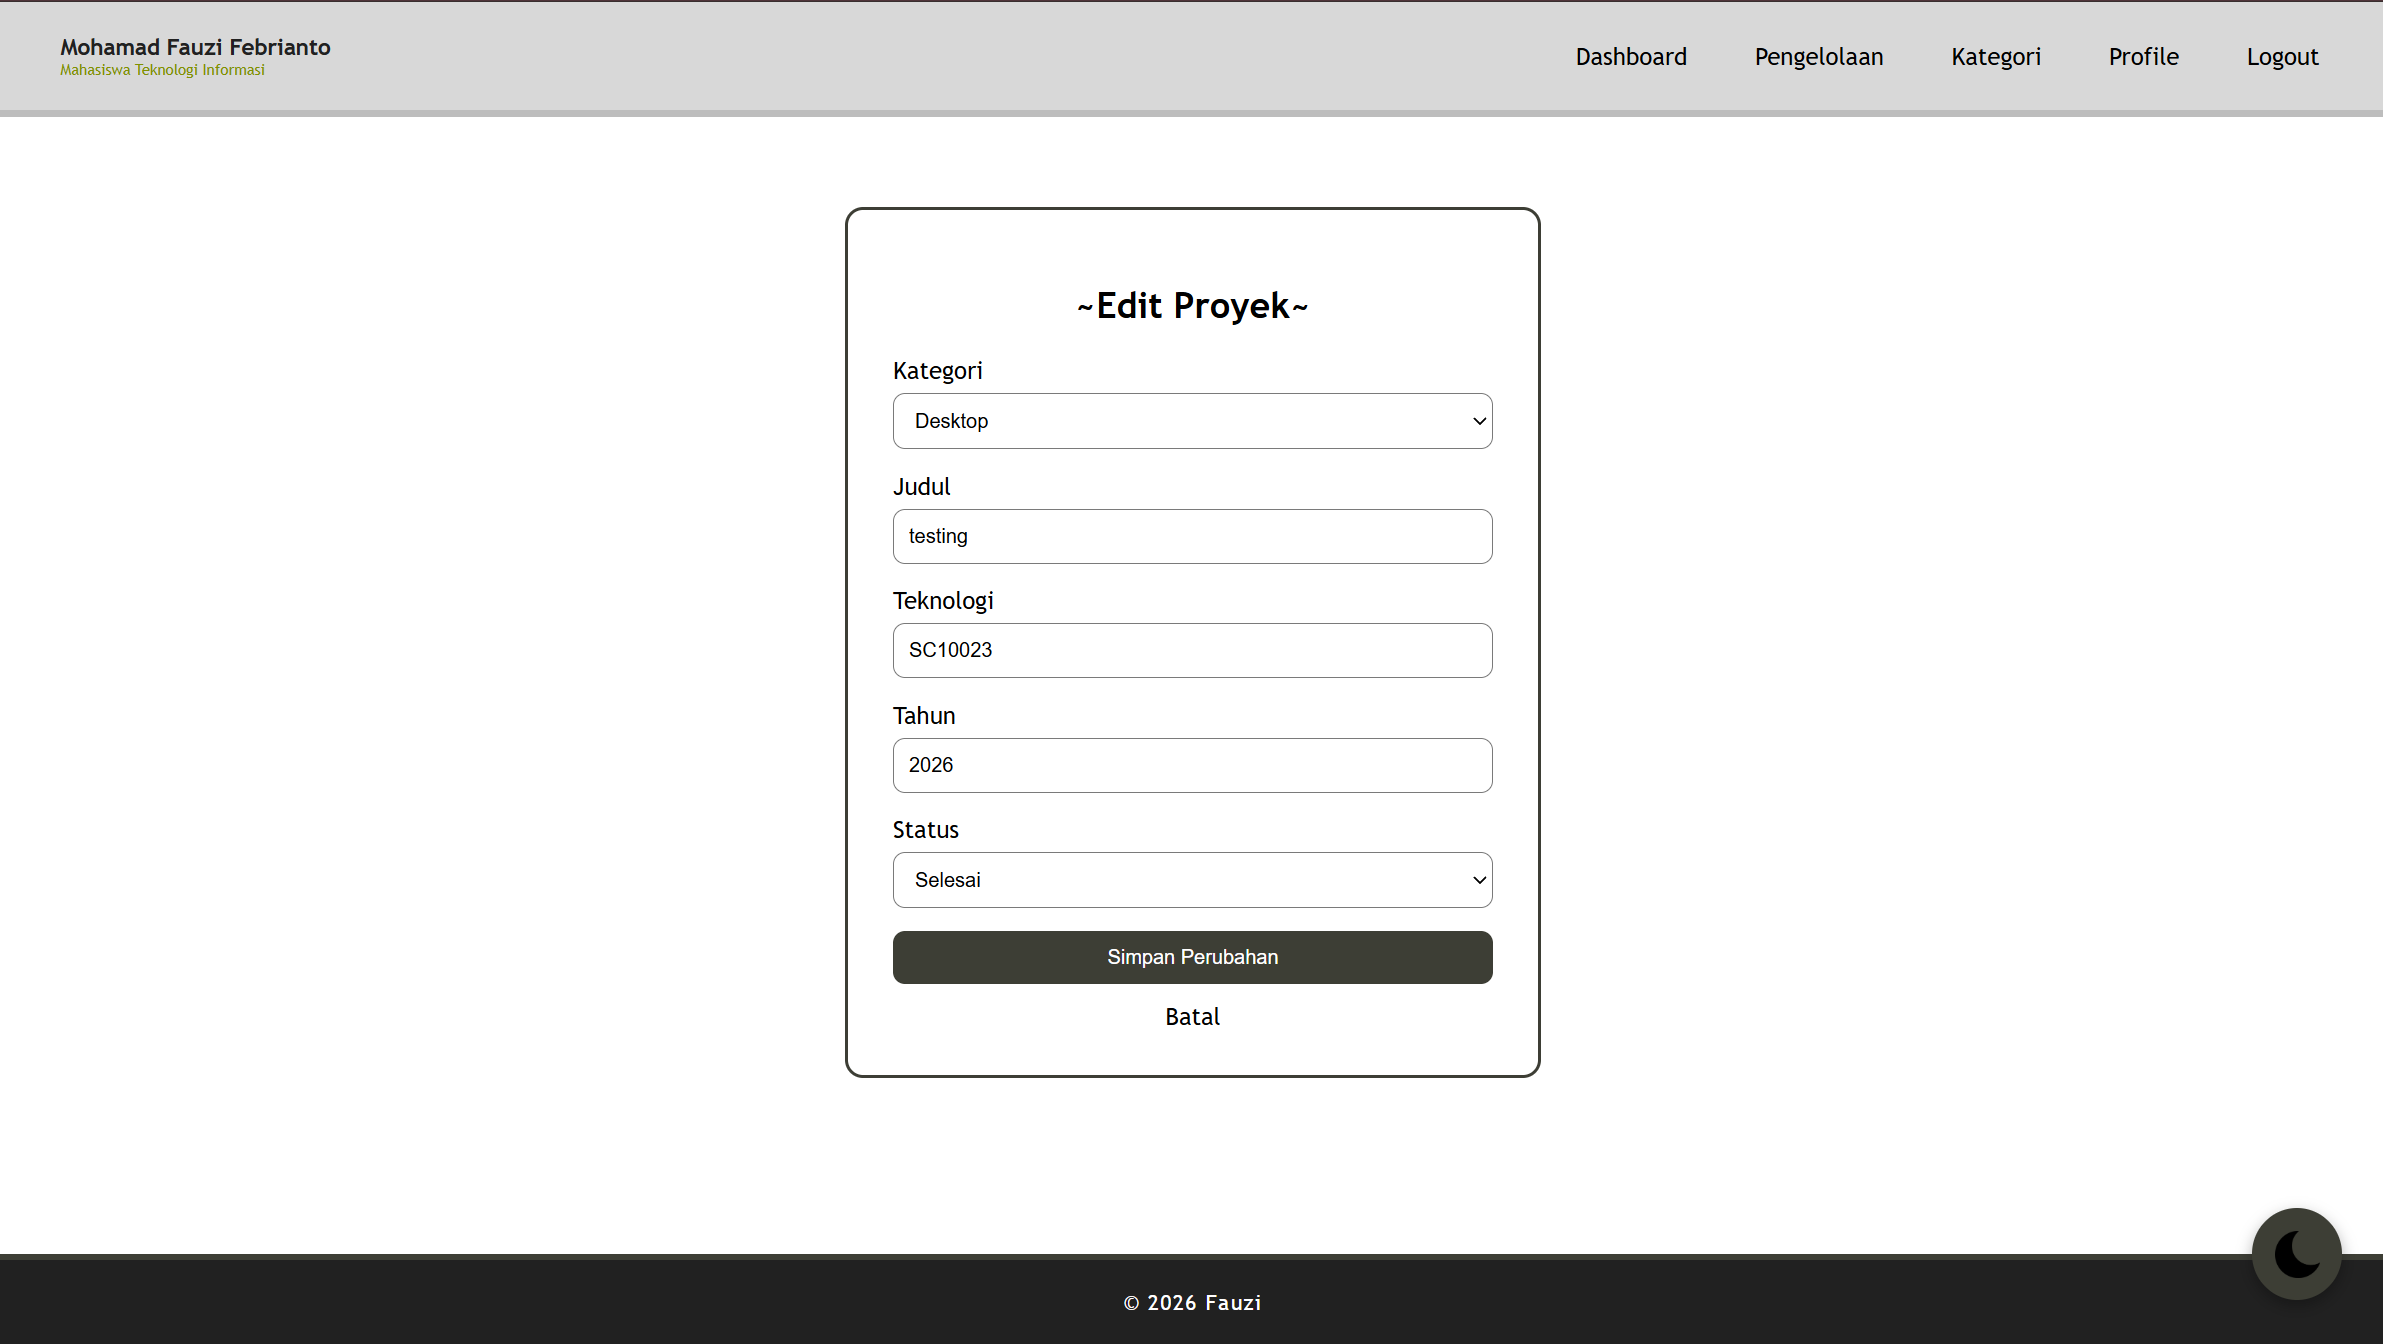 Mohamad Fauzi Febrianto
Mahasiswa Teknologi Informasi
Dashboard
Pengelolaan
Kategori
Profile
Logout
~Edit Proyek~
Kategori
Desktop
Judul
testing
Teknologi
SC10023
Tahun
2026
Status
Selesai
Simpan Perubahan
Batal
© 2026 Fauzi